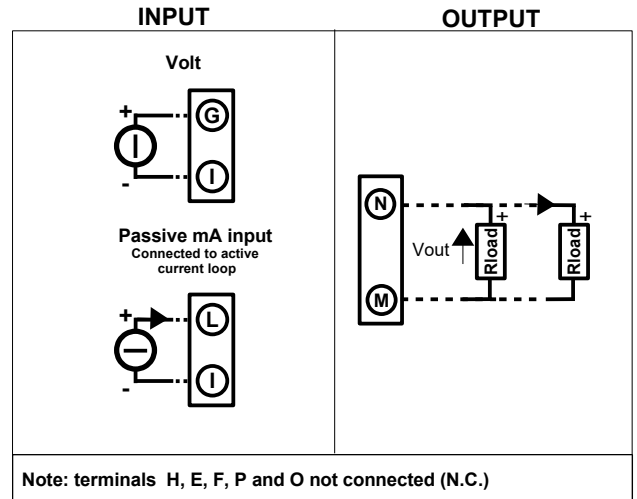 INPUT
OUTPUT
Volt
+
G
-
I
Passive mA input
Connected to active
current loop
+
L
-
I
N
+
+
Vout
Rload
Rload
M
Note: terminals H, E, F, P and O not connected (N.C.)